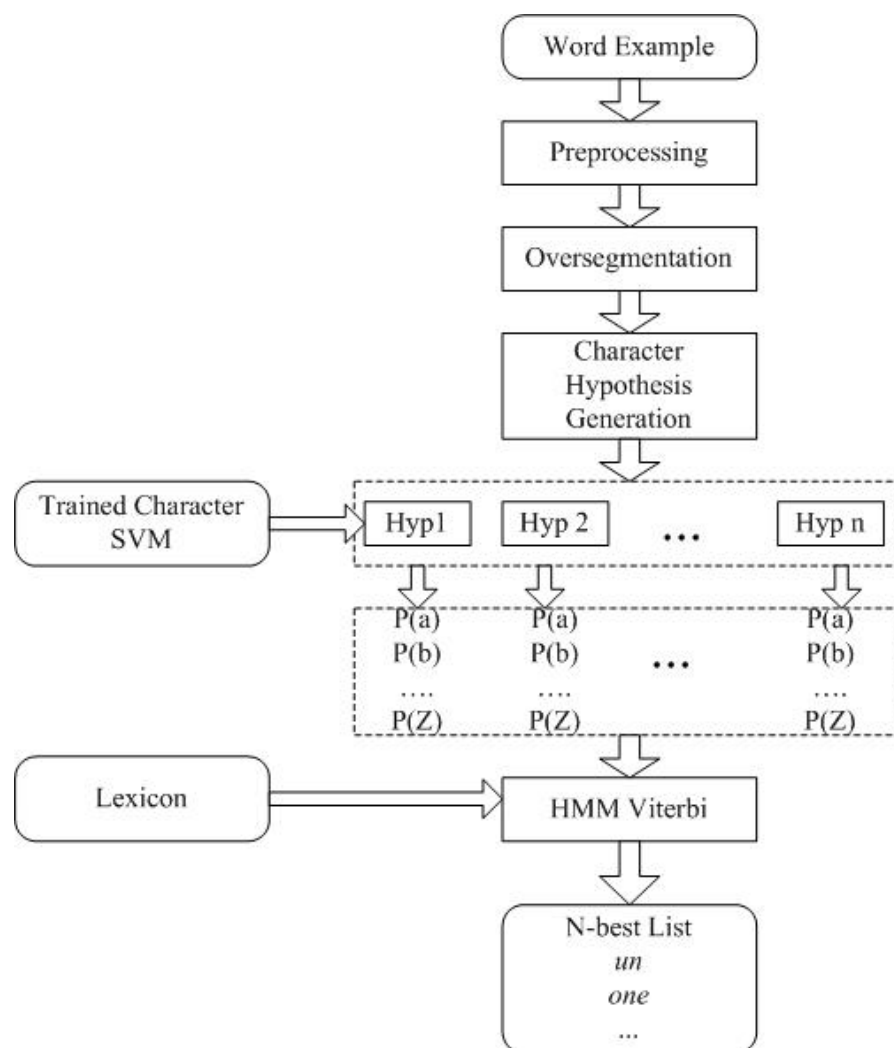 Word Example
Preprocessing
Oversegmentation
Character
Hypothesis
Generation
Trained Character
SVM
Hyp1 Hyp 2 ... Hyp n
P(a) P(a) P(a)
P(b) P(b) ... P(b)
.... .... ....
P(Z) P(Z) P(Z)
Lexicon
HMM Viterbi
N-best List
un
one
...